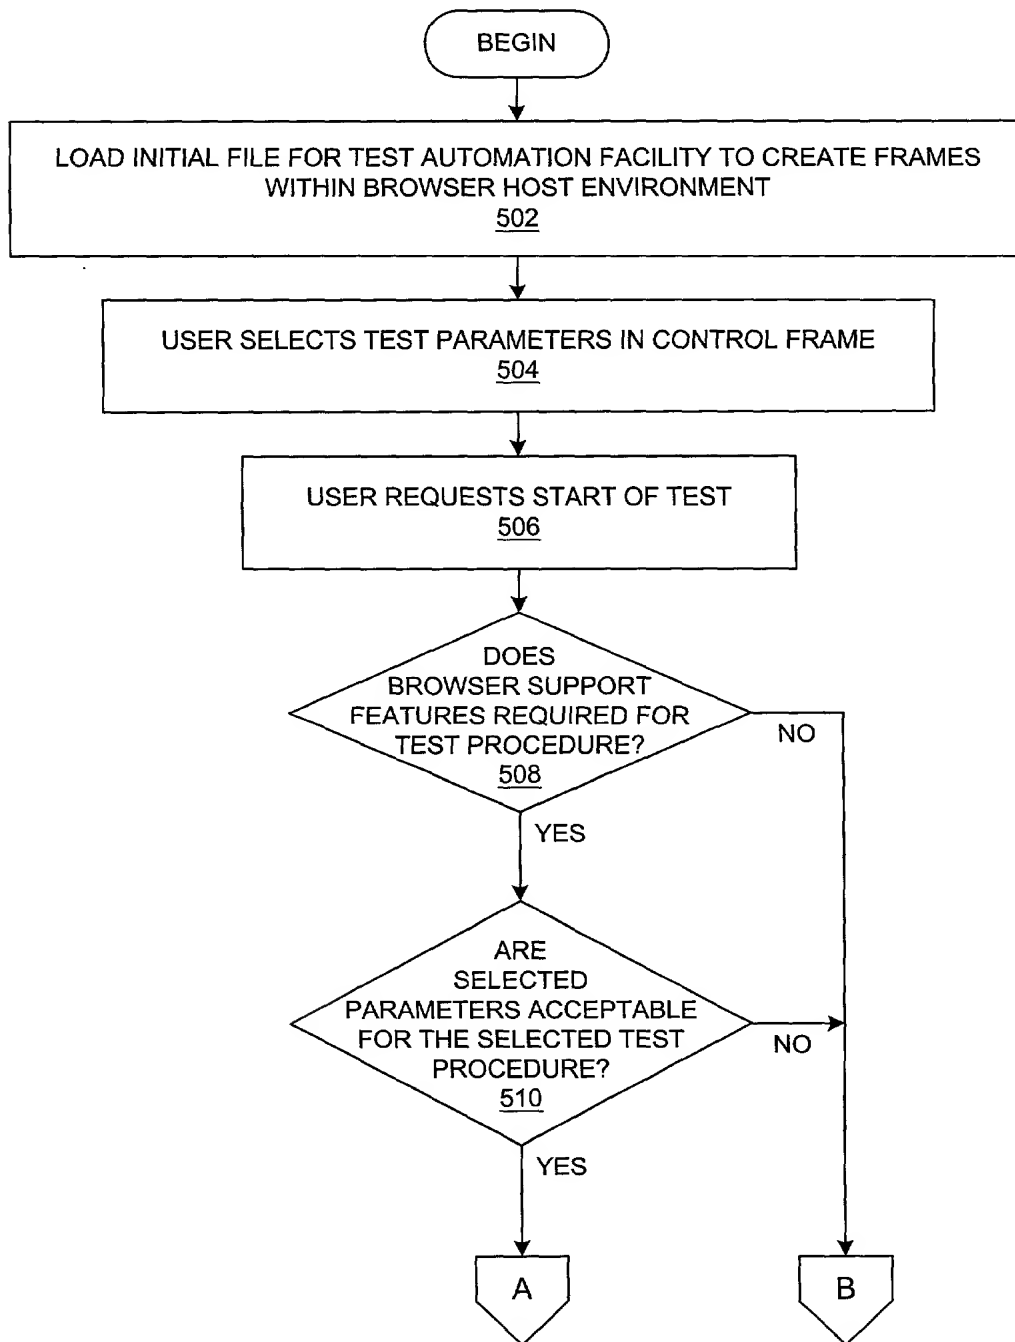 BEGIN
LOAD INITIAL FILE FOR TEST AUTOMATION FACILITY TO CREATE FRAMES
WITHIN BROWSER HOST ENVIRONMENT
502
USER SELECTS TEST PARAMETERS IN CONTROL FRAME
504
USER REQUESTS START OF TEST
506
DOES
BROWSER SUPPORT
FEATURES REQUIRED FOR
TEST PROCEDURE?
508
NO
YES
ARE
SELECTED
PARAMETERS ACCEPTABLE
FOR THE SELECTED TEST
PROCEDURE?
510
NO
YES
A
B